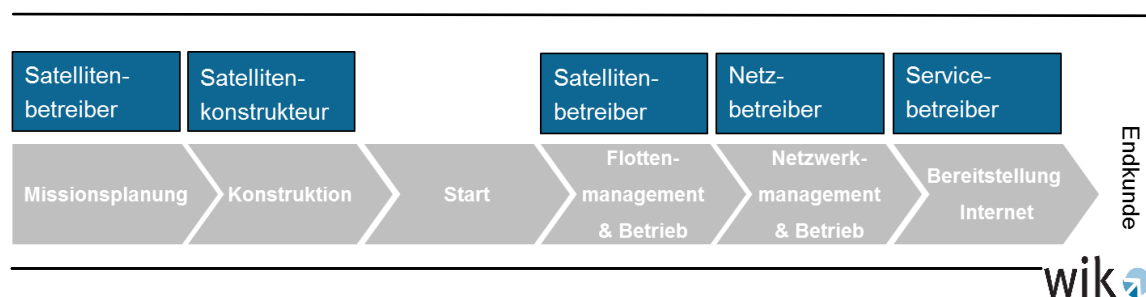 Satelliten-
betreiber
Satelliten-
konstrukteur
Satelliten-
betreiber
Netz-
betreiber
Service-
betreiber
Missionsplanung
Konstruktion
Start
Flotten-
management
& Betrieb
Netzwerk-
management
& Betrieb
Bereitstellung
Internet
Endkunde
wik